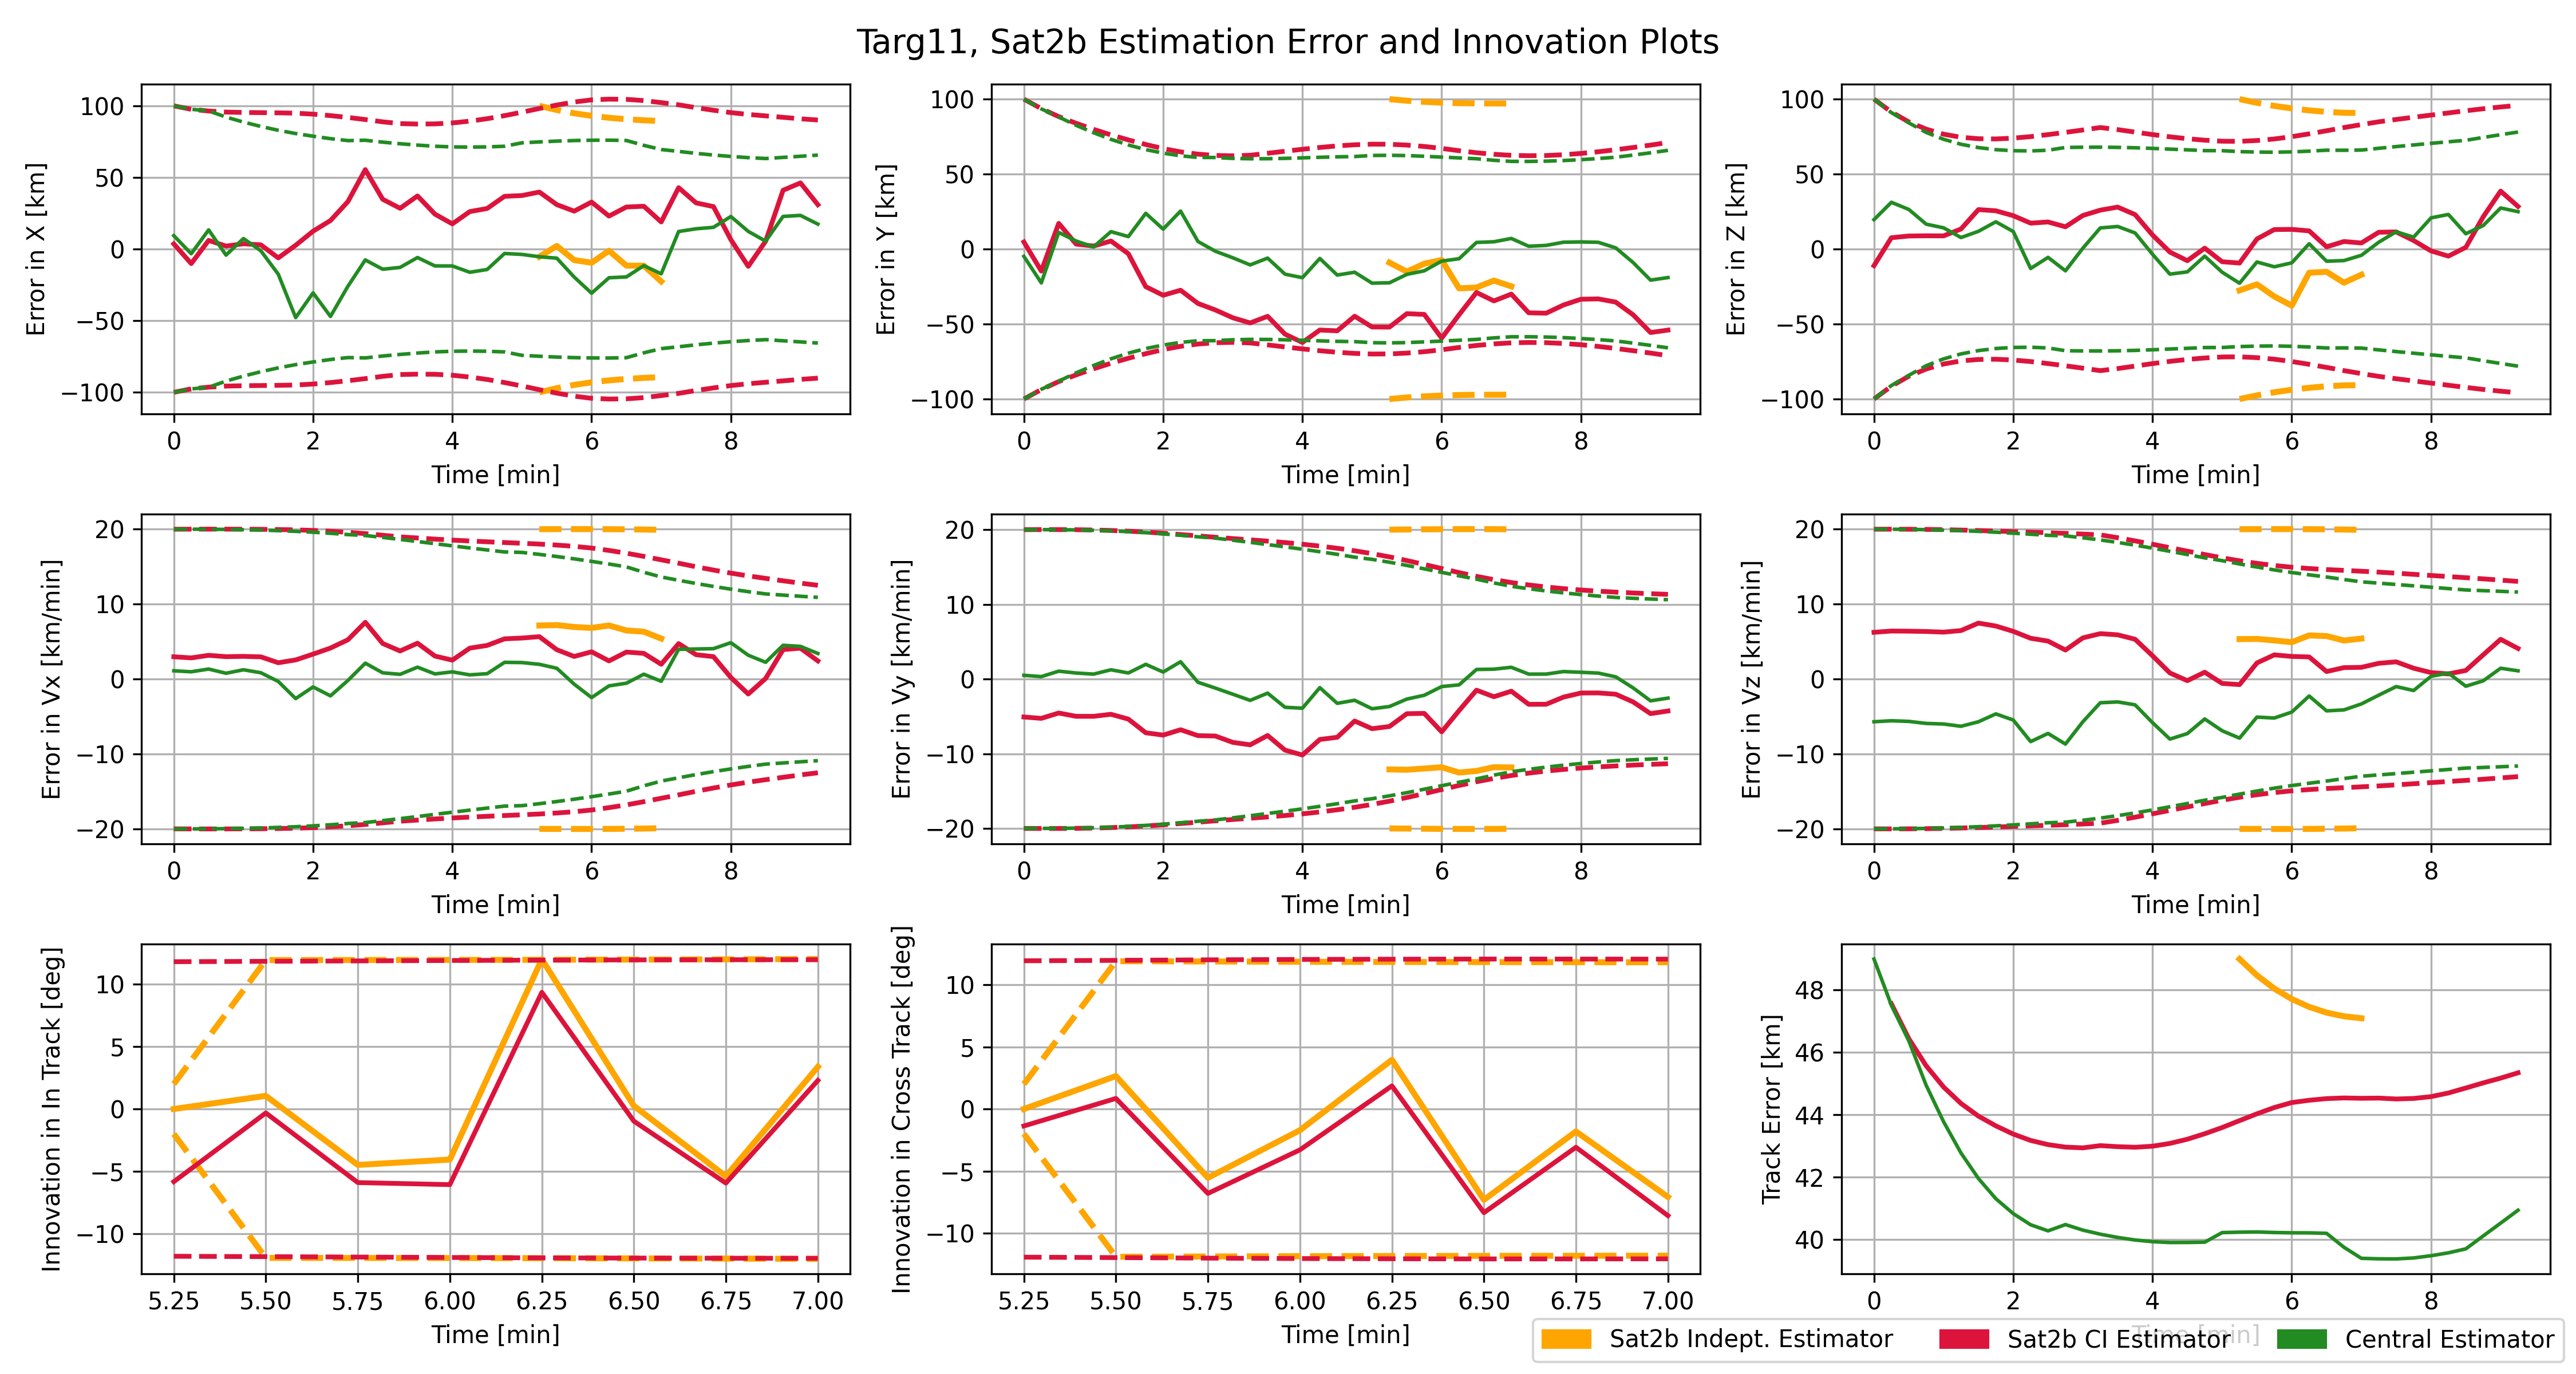 Targ11, Sat2b Estimation Error and Innovation Plots
Error in X [km]
100
50
0
−50
−100
0 2 4 6 8
Time [min]
Error in Y [km]
100
50
0
−50
−100
0 2 4 6 8
Time [min]
Error in Z [km]
100
50
0
−50
−100
0 2 4 6 8
Time [min]
Error in Vx [km/min]
20
10
0
−10
−20
0 2 4 6 8
Time [min]
Error in Vy [km/min]
20
10
0
−10
−20
0 2 4 6 8
Time [min]
Error in Vz [km/min]
20
10
0
−10
−20
0 2 4 6 8
Time [min]
Innovation in In Track [deg]
10
5
0
−5
−10
5.25 5.50 5.75 6.00 6.25 6.50 6.75 7.00
Time [min]
Innovation in Cross Track [deg]
10
5
0
−5
−10
5.25 5.50 5.75 6.00 6.25 6.50 6.75 7.00
Time [min]
Track Error [km]
48
46
44
42
40
0 2 4 6 8
Time [min]
Sat2b Indept. Estimator Sat2b CI Estimator Central Estimator